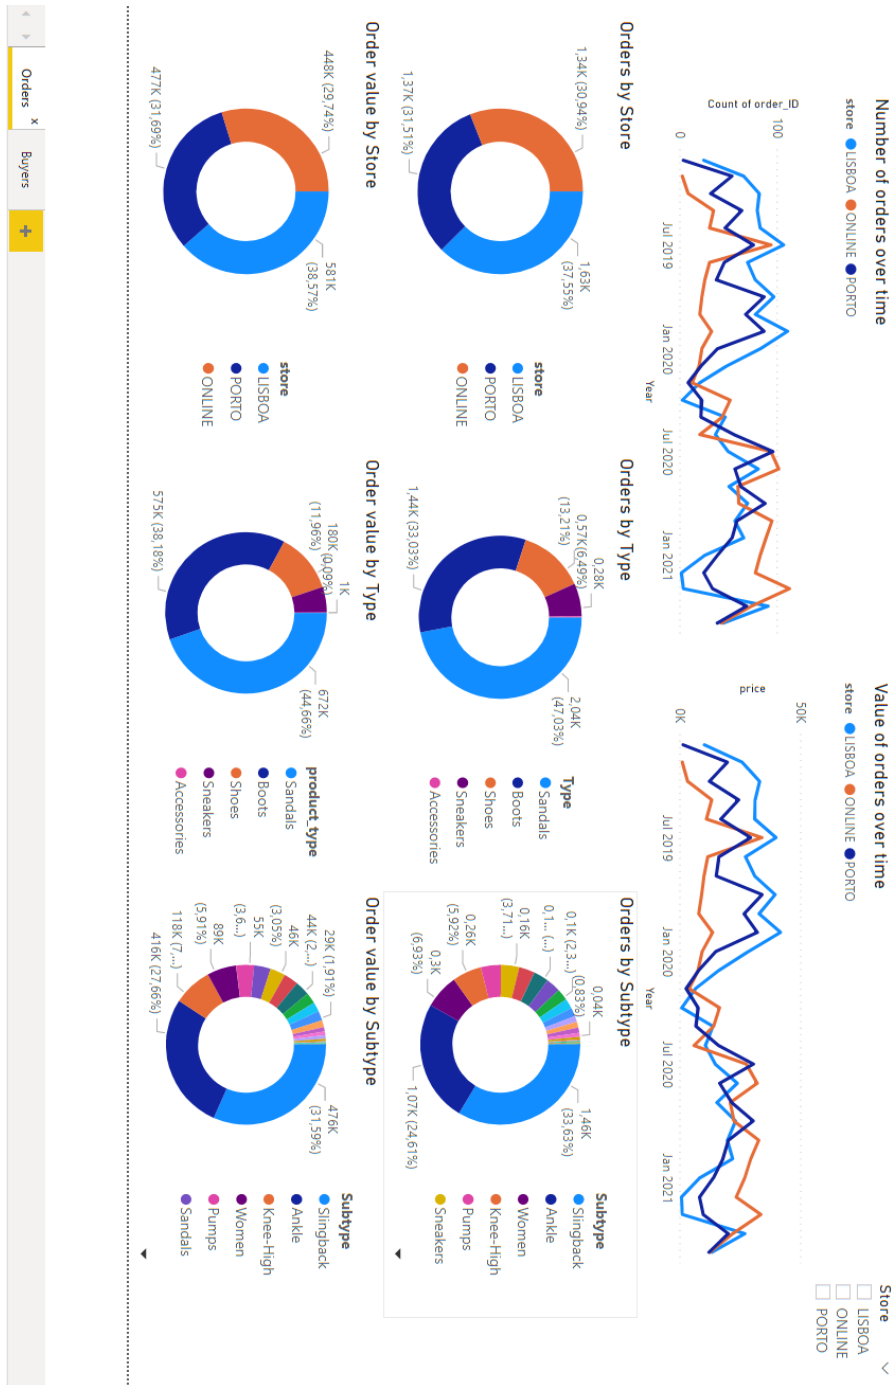 Number of orders over time
store LISBOA ONLINE PORTO
Count of order_ID
100
0
Jul 2019
Jan 2020
Jul 2020
Jan 2021
Year
Value of orders over time
store LISBOA ONLINE PORTO
price
50K
0K
Jul 2019
Jan 2020
Jul 2020
Jan 2021
Year
Store
LISBOA
ONLINE
PORTO
Orders by Store
1,34K (30,94%)
1,37K (31,51%)
1,63K
(37,55%)
store
LISBOA
PORTO
ONLINE
Orders by Type
0,28K
(6,49%)
0,57K
(13,21%)
1,44K (33,03%)
2,04K
(47,03%)
Type
Sandals
Boots
Shoes
Sneakers
Accessories
Orders by Subtype
0,04K
(0,83%)
0,1K (2,3...)
0,1... (...)
0,16K
(3,71...)
0,26K
(5,92%)
0,3K
(6,93%)
1,07K (24,61%)
1,46K
(33,63%)
Subtype
Slingback
Ankle
Women
Knee-High
Pumps
Sneakers
Order value by Store
448K (29,74%)
477K (31,69%)
581K
(38,57%)
store
LISBOA
PORTO
ONLINE
Order value by Type
1K
(0,09%)
180K
(11,96%)
575K (38,18%)
672K
(44,66%)
product_type
Sandals
Boots
Shoes
Sneakers
Accessories
Order value by Subtype
29K (1,91%)
44K (2,...)
46K
(3,05%)
55K
(3,6...)
89K
(5,91%)
118K (7,...)
416K (27,66%)
476K
(31,59%)
Subtype
Slingback
Ankle
Knee-High
Women
Pumps
Sandals
Orders x Buyers +